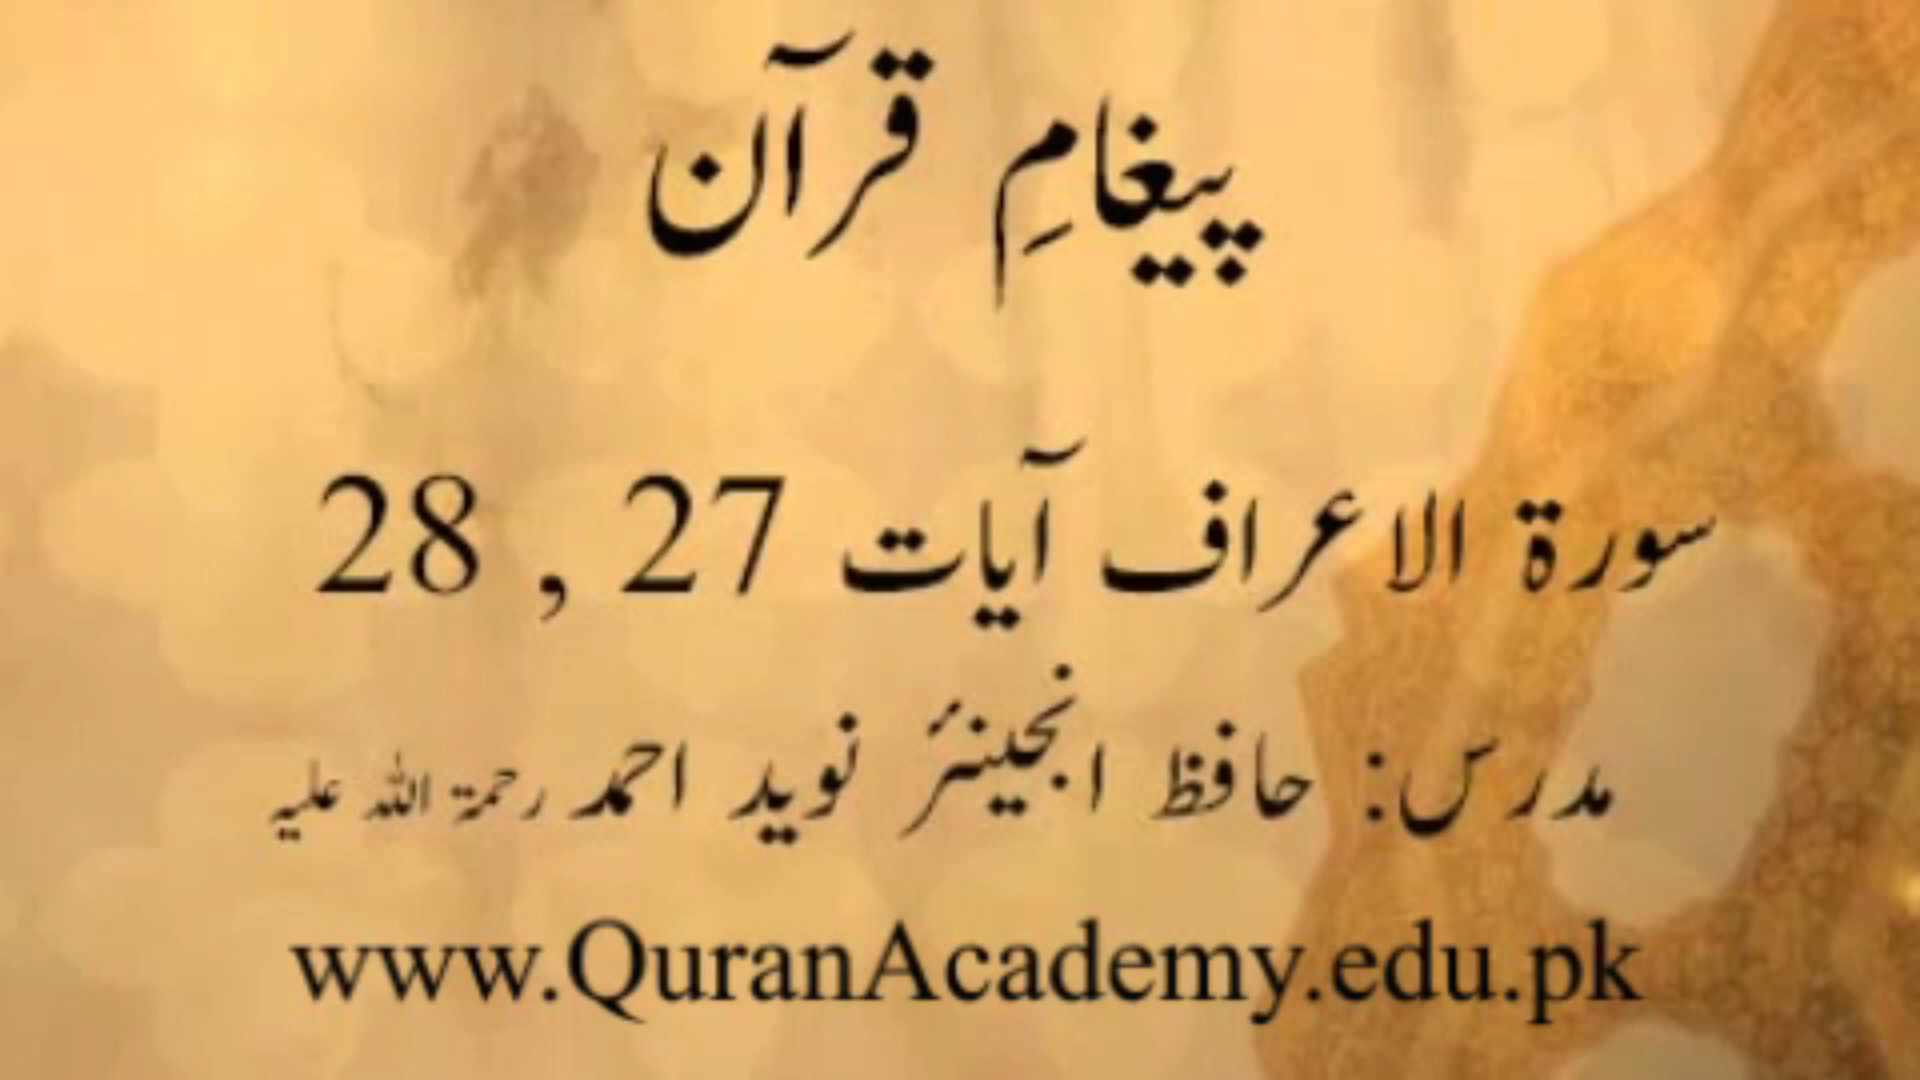 پیغامِ قرآن
سورۃ الاعراف آیات 27 , 28
مدرس: حافظ انجینئر نوید احمد رحمۃ اللہ علیہ
www.QuranAcademy.edu.pk